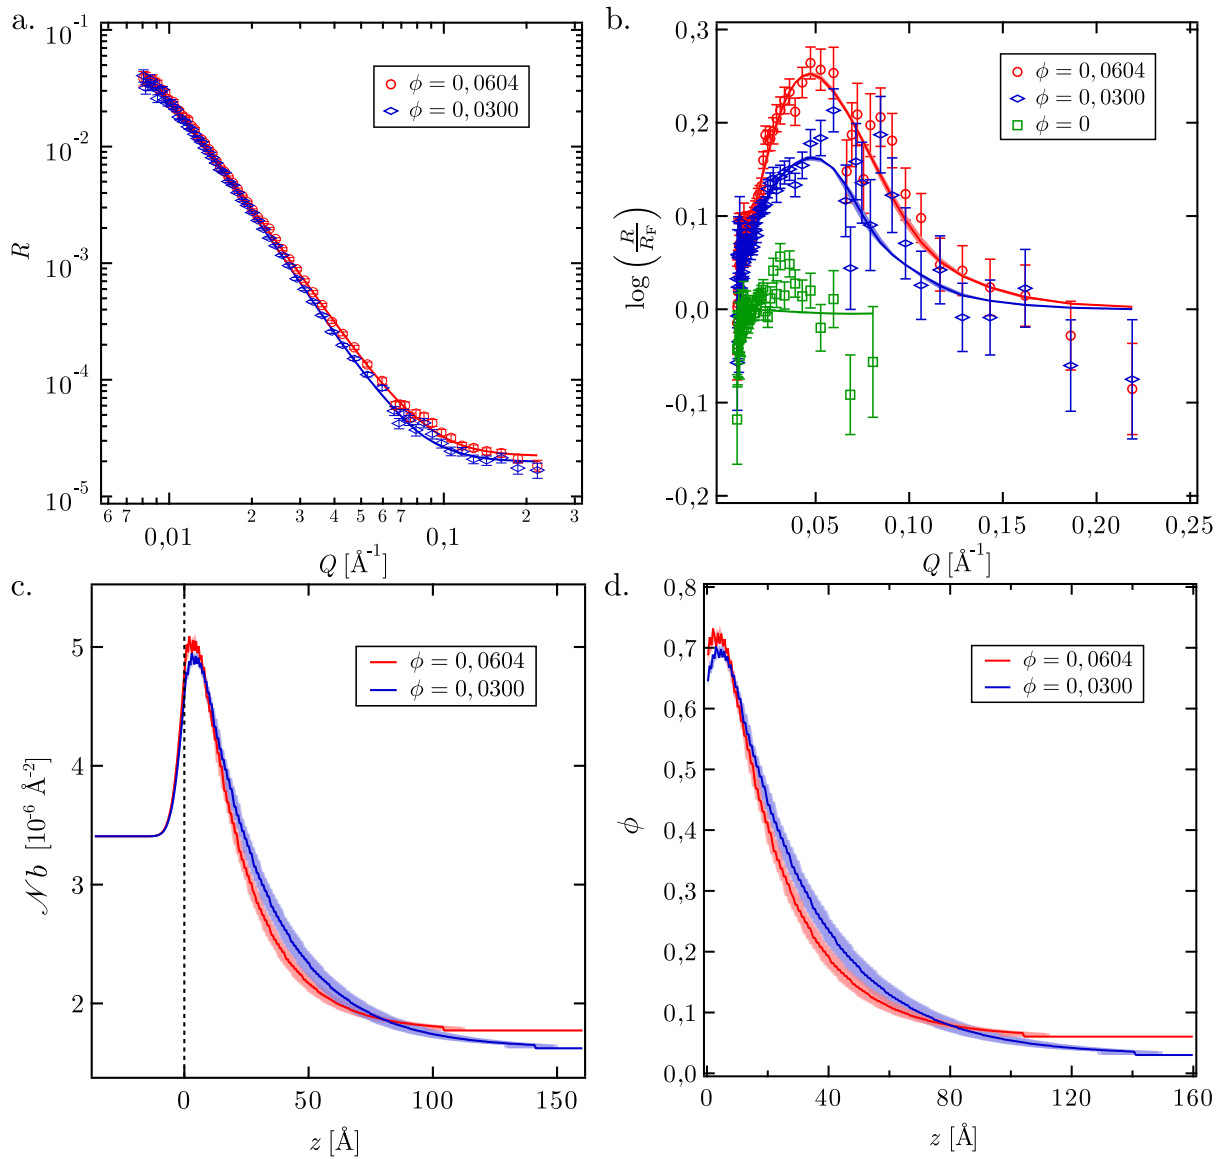 a.
10⁻¹
10⁻²
10⁻³
10⁻⁴
10⁻⁵
R
ϕ = 0, 0604
ϕ = 0, 0300
6 7 2 3 4 5 6 7 2 3
0,01 0,1
Q [Å⁻¹]
b.
0,3
0,2
0,1
0,0
-0,1
-0,2
log (R/R_F)
ϕ = 0, 0604
ϕ = 0, 0300
ϕ = 0
0,05 0,10 0,15 0,20 0,25
Q [Å⁻¹]
c.
5
4
3
2
𝒩b [10⁻⁶ Å⁻²]
ϕ = 0, 0604
ϕ = 0, 0300
0 50 100 150
z [Å]
d.
0,8
0,7
0,6
0,5
0,4
0,3
0,2
0,1
0,0
ϕ
ϕ = 0, 0604
ϕ = 0, 0300
0 40 80 120 160
z [Å]